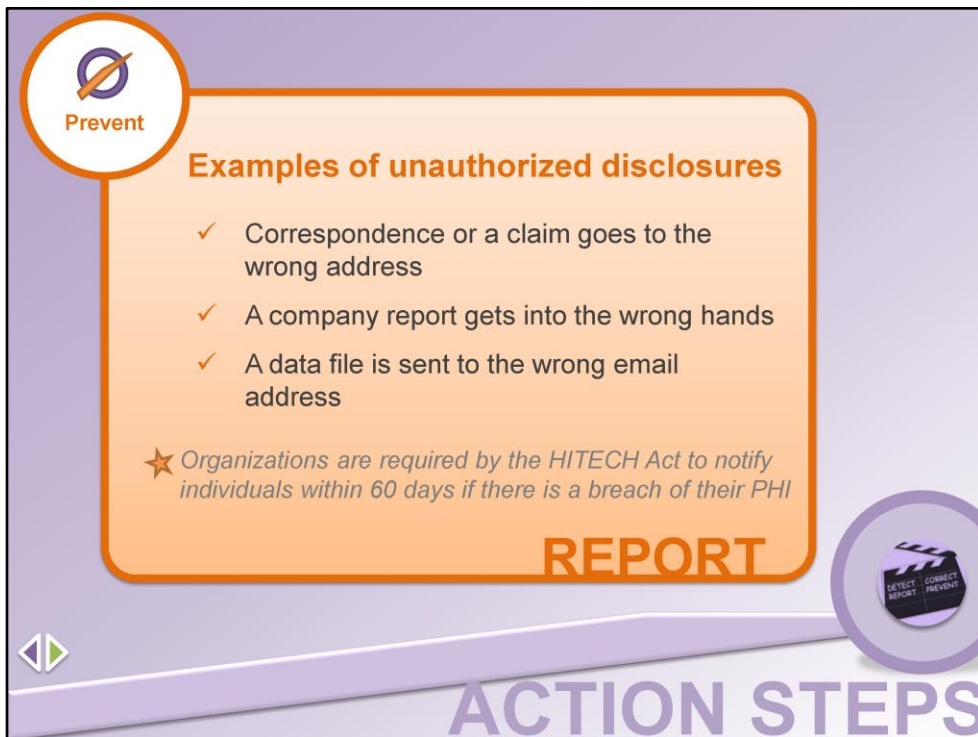 Prevent
Examples of unauthorized disclosures
✓ Correspondence or a claim goes to the
wrong address
✓ A company report gets into the wrong hands
✓ A data file is sent to the wrong email
address
Organizations are required by the HITECH Act to notify
individuals within 60 days if there is a breach of their PHI
REPORT
DETECT CORRECT
REPORT PREVENT
ACTION STEPS